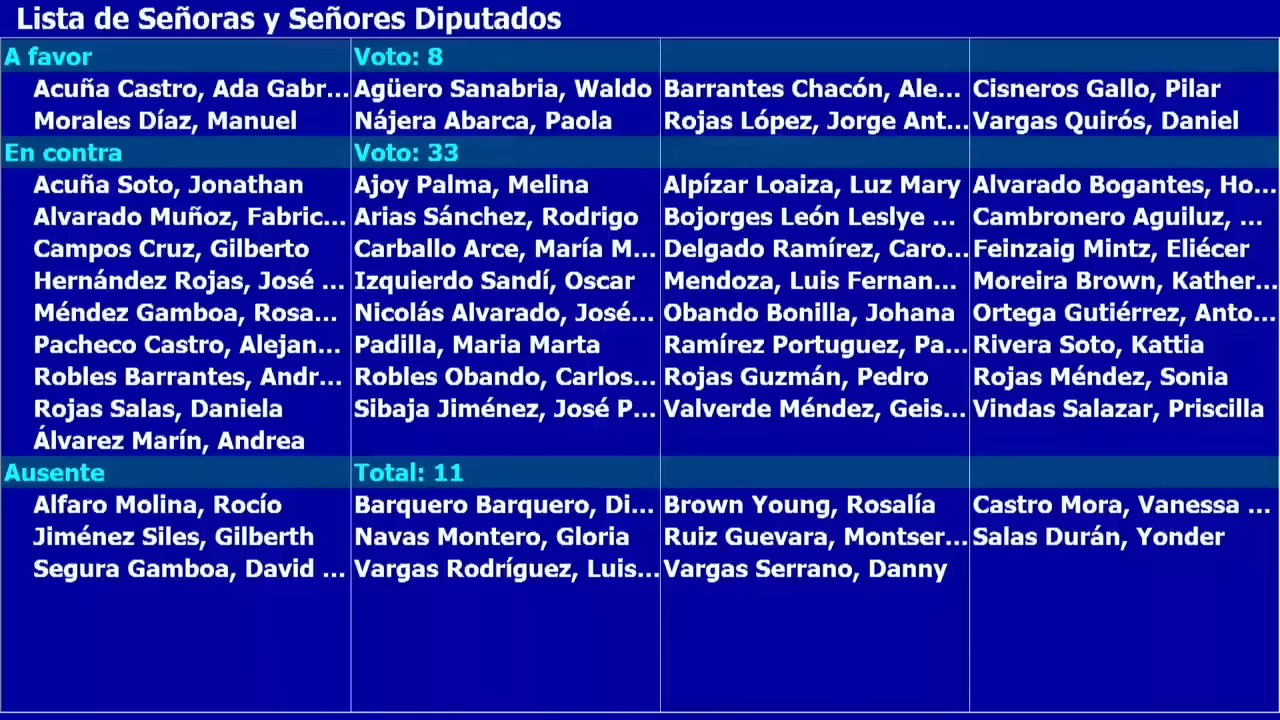 Lista de Señoras y Señores Diputados
A favor Voto: 8
Acuña Castro, Ada Gabr... Agüero Sanabria, Waldo Barrantes Chacón, Ale... Cisneros Gallo, Pilar
Morales Díaz, Manuel Nájera Abarca, Paola Rojas López, Jorge Ant... Vargas Quirós, Daniel
En contra Voto: 33
Acuña Soto, Jonathan Ajoy Palma, Melina Alpízar Loaiza, Luz Mary Alvarado Bogantes, Ho...
Alvarado Muñoz, Fabric... Arias Sánchez, Rodrigo Bojorges León Leslye ... Cambronero Aguiluz, ...
Campos Cruz, Gilberto Carballo Arce, María M... Delgado Ramírez, Caro... Feinzaig Mintz, Eliécer
Hernández Rojas, José ... Izquierdo Sandí, Oscar Mendoza, Luis Fernan... Moreira Brown, Kather...
Méndez Gamboa, Rosa... Nicolás Alvarado, José... Obando Bonilla, Johana Ortega Gutiérrez, Anto...
Pacheco Castro, Alejan... Padilla, Maria Marta Ramírez Portuguez, Pa... Rivera Soto, Kattia
Robles Barrantes, Andr... Robles Obando, Carlos... Rojas Guzmán, Pedro Rojas Méndez, Sonia
Rojas Salas, Daniela Sibaja Jiménez, José P... Valverde Méndez, Geis... Vindas Salazar, Priscilla
Álvarez Marín, Andrea
Ausente Total: 11
Alfaro Molina, Rocío Barquero Barquero, Di... Brown Young, Rosalía Castro Mora, Vanessa ...
Jiménez Siles, Gilberth Navas Montero, Gloria Ruiz Guevara, Montser... Salas Durán, Yonder
Segura Gamboa, David ... Vargas Rodríguez, Luis... Vargas Serrano, Danny